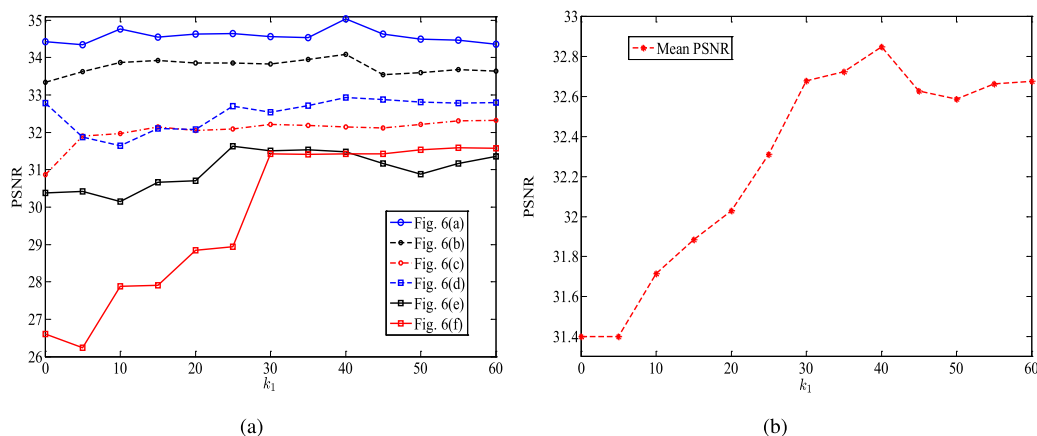 35
34
33
32
31
30
29
28
27
26
PSNR
0
10
20
30
40
50
60
k1
Fig. 6(a)
Fig. 6(b)
Fig. 6(c)
Fig. 6(d)
Fig. 6(e)
Fig. 6(f)
(a)
33
32.8
32.6
32.4
32.2
32
31.8
31.6
31.4
PSNR
0
10
20
30
40
50
60
k1
Mean PSNR
(b)